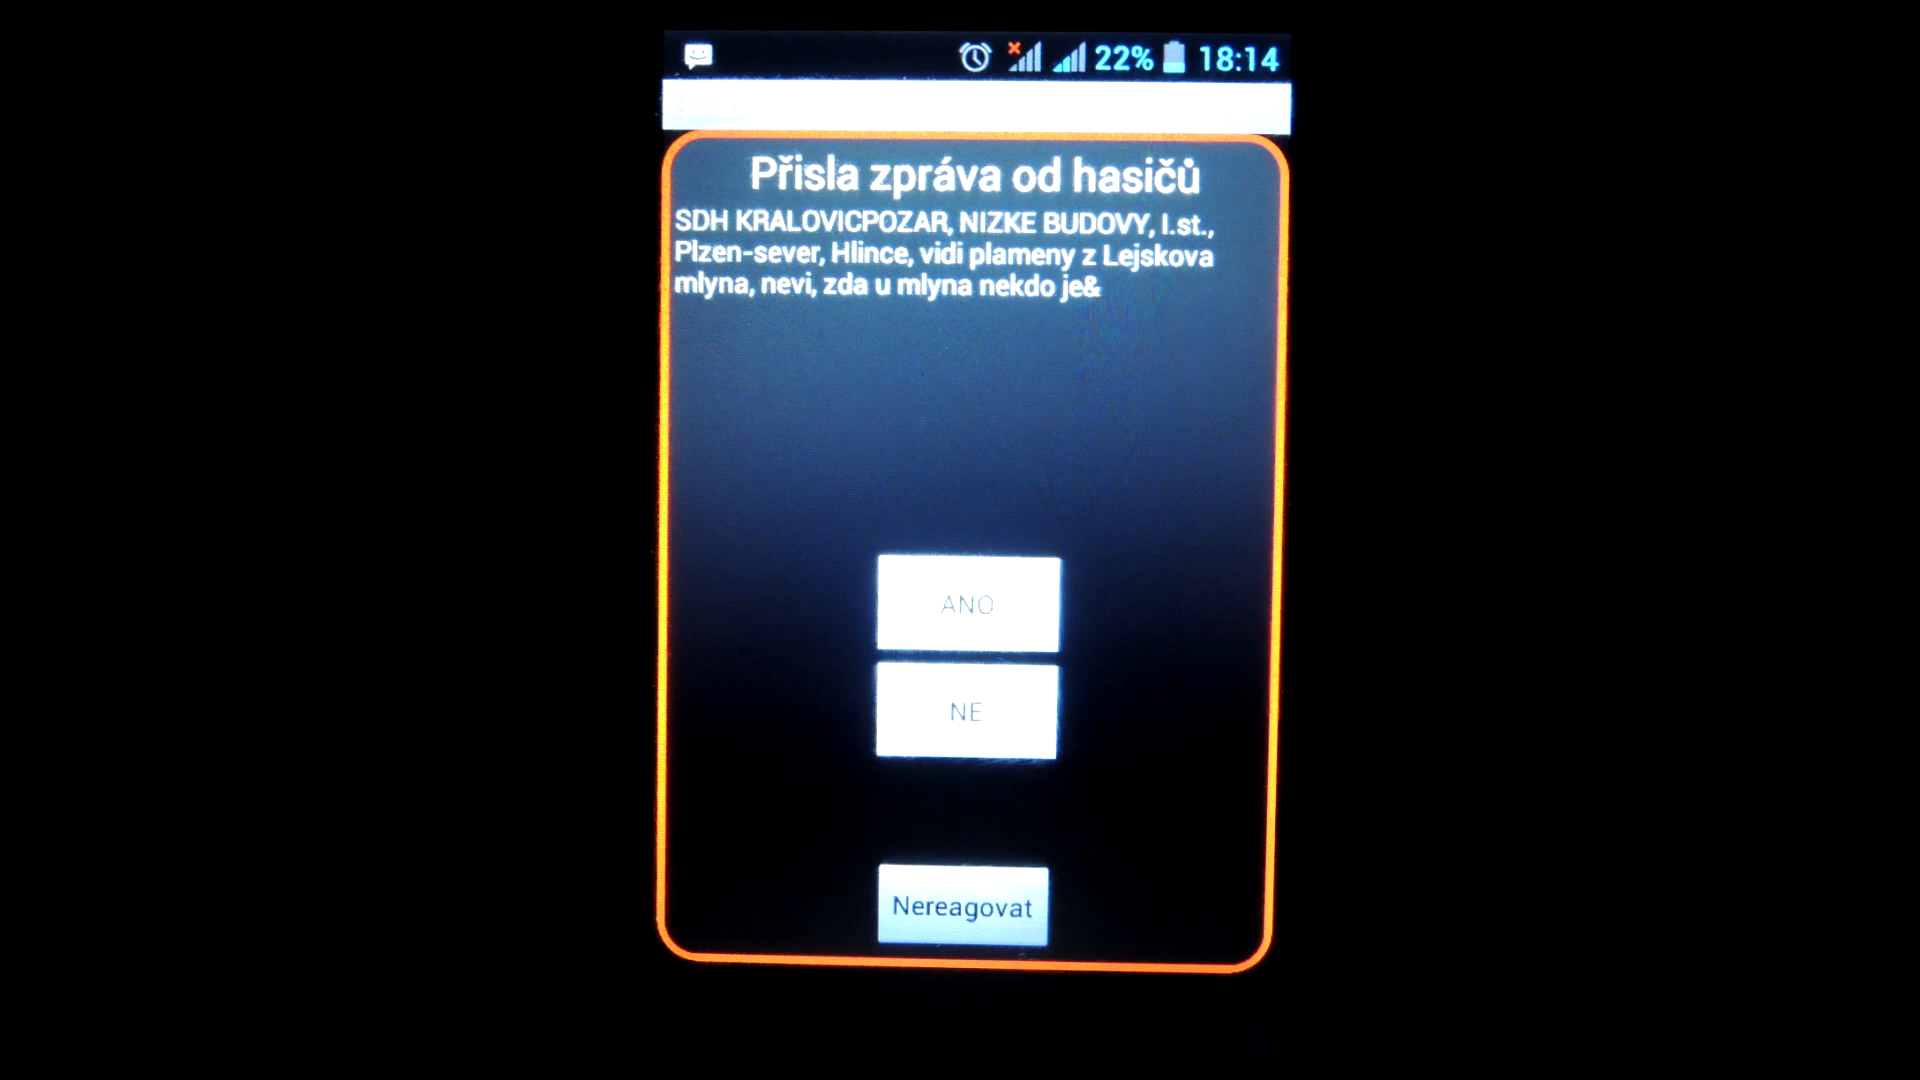 22% 18:14
Přisla zpráva od hasičů
SDH KRALOVICPOZAR, NIZKE BUDOVY, I.st.,
Plzen-sever, Hlince, vidi plameny z Lejskova
mlyna, nevi, zda u mlyna nekdo je&
ANO
NE
Nereagovat